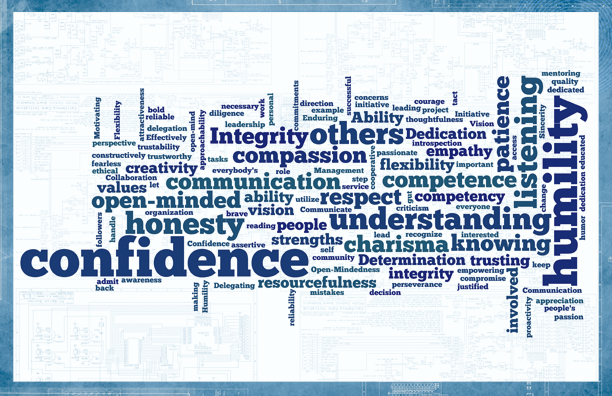 mentoring
quality
dedicated
Motivating
Flexibility
attractiveness
bold
reliable
open-mind
approachability
necessary
diligence
work
personal
commitments
direction
example
Enduring
successful
concerns
initiative
leading
project
courage
tact
leadership
Ability
thoughtfulness
Initiative
Vision
patience
access
listening
Sincerity
humility
perspective
delegation
Effectively
trustability
Integrity
others
Dedication
introspection
constructively
trustworthy
tasks
compassion
cooperative
passionate
empathy
fearless
ethical
creativity
everybody's
role
Management
flexibility
important
Collaboration
values
let
communication
step
service
competence
change
humor
dedication
educated
open-minded
ability
utilize
respect
gut
competency
followers
handle
organization
brave
vision
Communicate
criticism
everyone
honesty
reading
people
understanding
Confidence
assertive
strengths
self
lead
recognize
interested
charisma
knowing
confidence
community
Determination
trusting
keep
Open-Mindedness
integrity
empowering
compromise
involved
admit
back
awareness
making
Humility
Delegating
resourcefulness
perseverance
justified
reliability
mistakes
decision
proactivity
Communication
appreciation
people's
passion